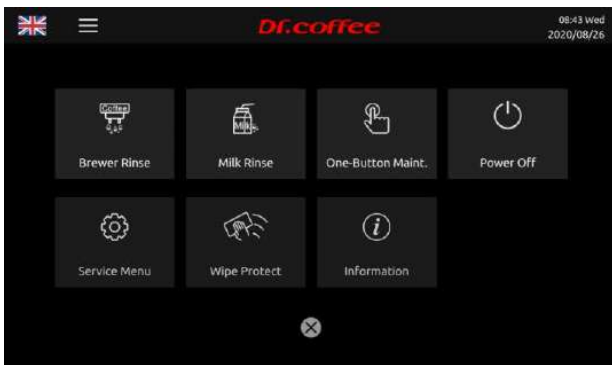 Dr.coffee
08:43 Wed
2020/08/26
Coffee
Milk
Brewer Rinse
Milk Rinse
One-Button Maint.
Power Off
i
Service Menu
Wipe Protect
Information